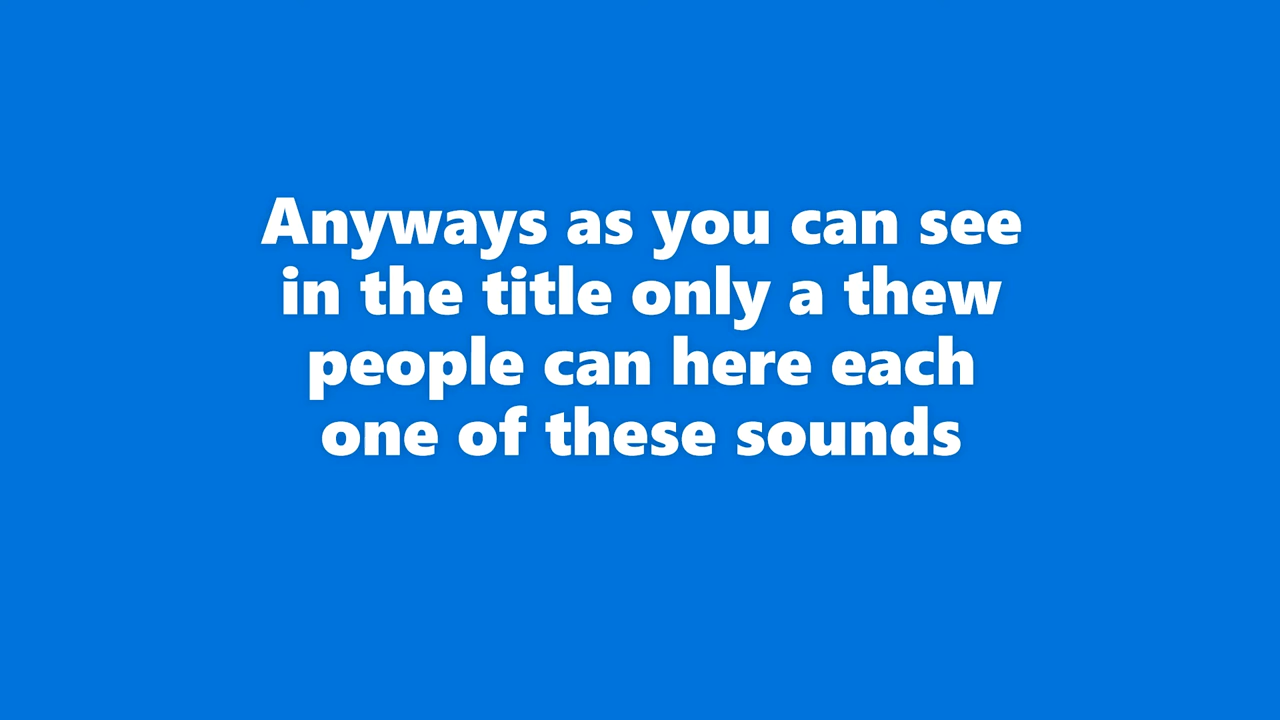 Anyways as you can see
in the title only a thew
people can here each
one of these sounds